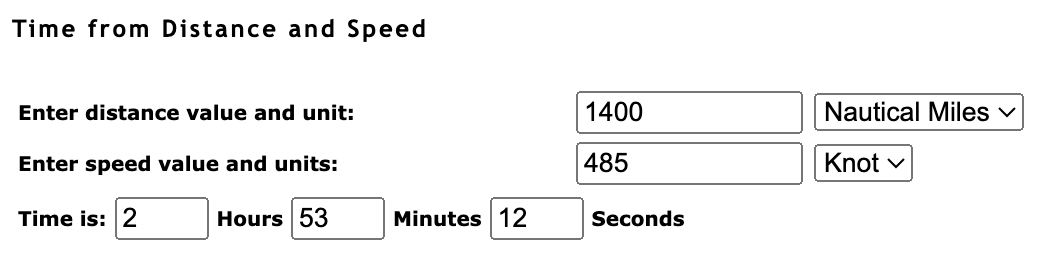 Time from Distance and Speed
Enter distance value and unit: 1400 Nautical Miles
Enter speed value and units: 485 Knot
Time is: 2 Hours 53 Minutes 12 Seconds